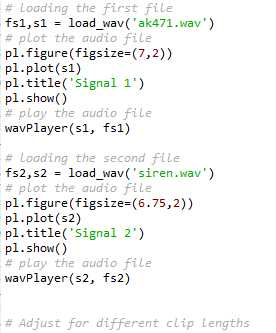 # loading the first file
fs1,s1 = load_wav('ak471.wav')
# plot the audio file
pl.figure(figsize=(7,2))
pl.plot(s1)
pl.title('Signal 1')
pl.show()
# play the audio file
wavPlayer(s1, fs1)
# loading the second file
fs2,s2 = load_wav('siren.wav')
# plot the audio file
pl.figure(figsize=(6.75,2))
pl.plot(s2)
pl.title('Signal 2')
pl.show()
# play the audio file
wavPlayer(s2, fs2)
# Adjust for different clip lengths